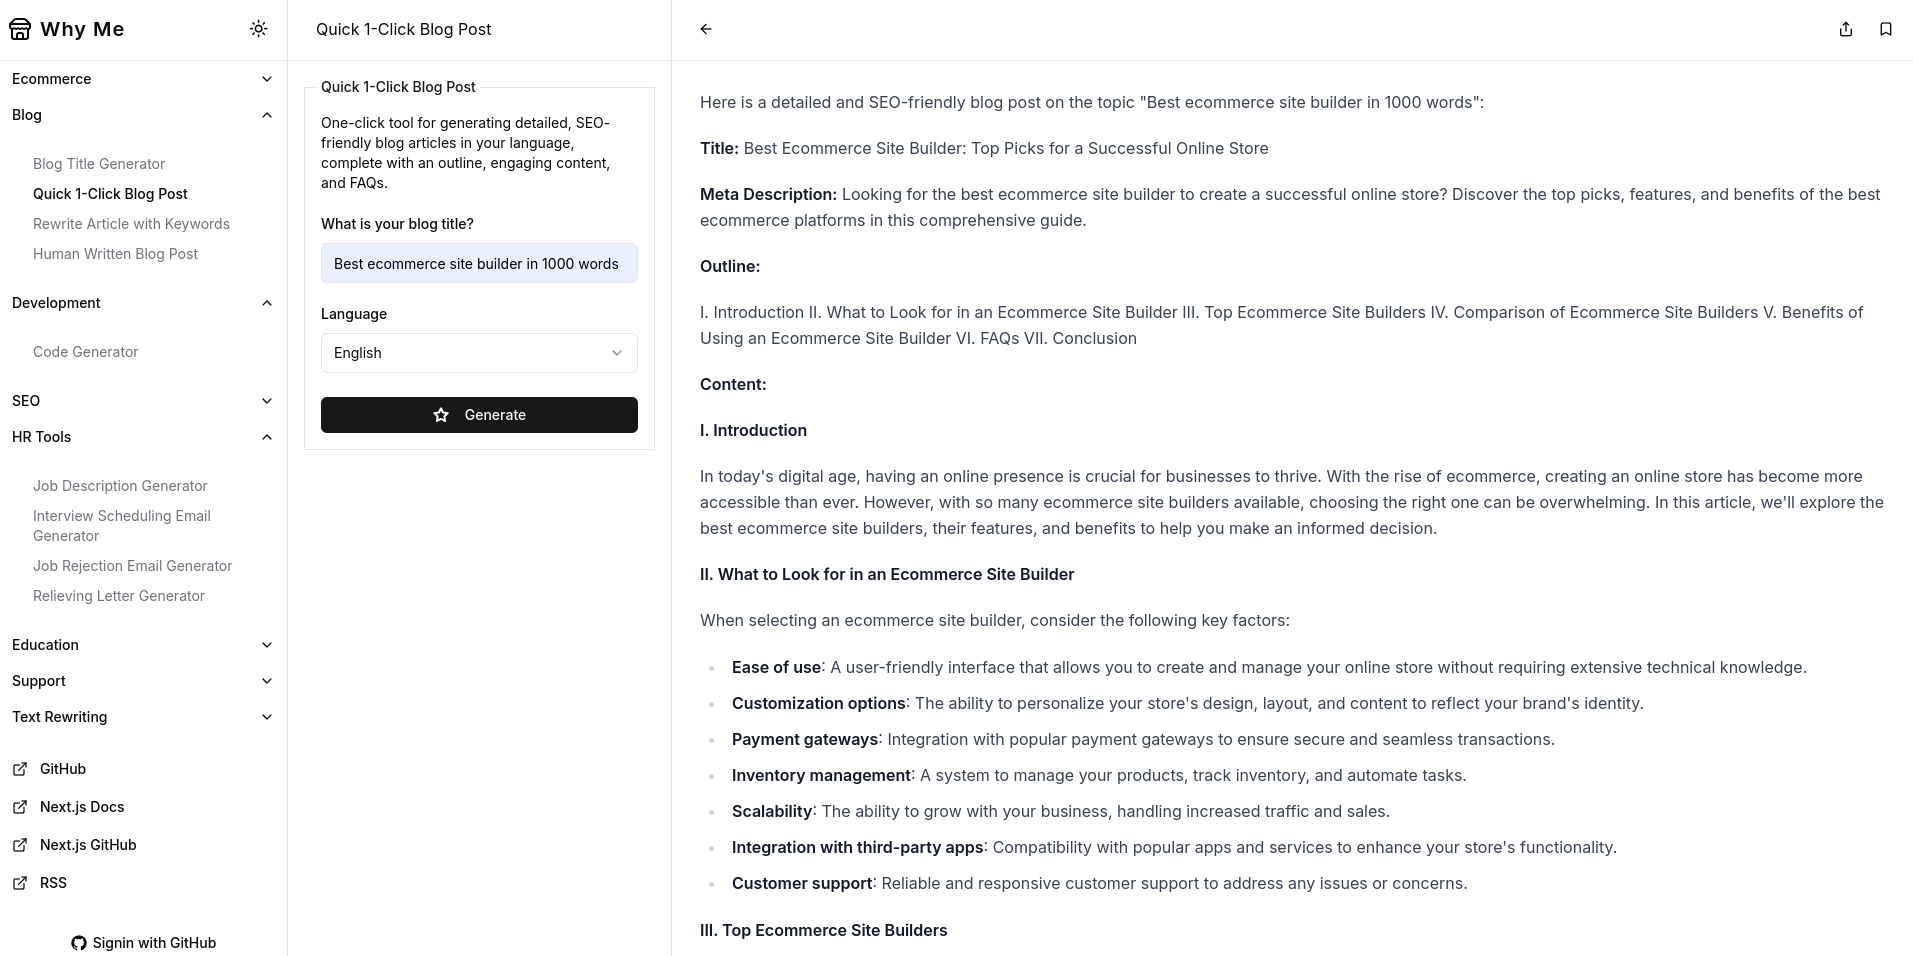 Why Me
Ecommerce
Blog
Blog Title Generator
Quick 1-Click Blog Post
Rewrite Article with Keywords
Human Written Blog Post
Development
Code Generator
SEO
HR Tools
Job Description Generator
Interview Scheduling Email
Generator
Job Rejection Email Generator
Relieving Letter Generator
Education
Support
Text Rewriting
GitHub
Next.js Docs
Next.js GitHub
RSS
Signin with GitHub
Quick 1-Click Blog Post
Quick 1-Click Blog Post
One-click tool for generating detailed, SEO-
friendly blog articles in your language,
complete with an outline, engaging content,
and FAQs.
What is your blog title?
Best ecommerce site builder in 1000 words
Language
English
Generate
Here is a detailed and SEO-friendly blog post on the topic "Best ecommerce site builder in 1000 words":
Title: Best Ecommerce Site Builder: Top Picks for a Successful Online Store
Meta Description: Looking for the best ecommerce site builder to create a successful online store? Discover the top picks, features, and benefits of the best
ecommerce platforms in this comprehensive guide.
Outline:
I. Introduction II. What to Look for in an Ecommerce Site Builder III. Top Ecommerce Site Builders IV. Comparison of Ecommerce Site Builders V. Benefits of
Using an Ecommerce Site Builder VI. FAQs VII. Conclusion
Content:
I. Introduction
In today's digital age, having an online presence is crucial for businesses to thrive. With the rise of ecommerce, creating an online store has become more
accessible than ever. However, with so many ecommerce site builders available, choosing the right one can be overwhelming. In this article, we'll explore the
best ecommerce site builders, their features, and benefits to help you make an informed decision.
II. What to Look for in an Ecommerce Site Builder
When selecting an ecommerce site builder, consider the following key factors:
Ease of use: A user-friendly interface that allows you to create and manage your online store without requiring extensive technical knowledge.
Customization options: The ability to personalize your store's design, layout, and content to reflect your brand's identity.
Payment gateways: Integration with popular payment gateways to ensure secure and seamless transactions.
Inventory management: A system to manage your products, track inventory, and automate tasks.
Scalability: The ability to grow with your business, handling increased traffic and sales.
Integration with third-party apps: Compatibility with popular apps and services to enhance your store's functionality.
Customer support: Reliable and responsive customer support to address any issues or concerns.
III. Top Ecommerce Site Builders